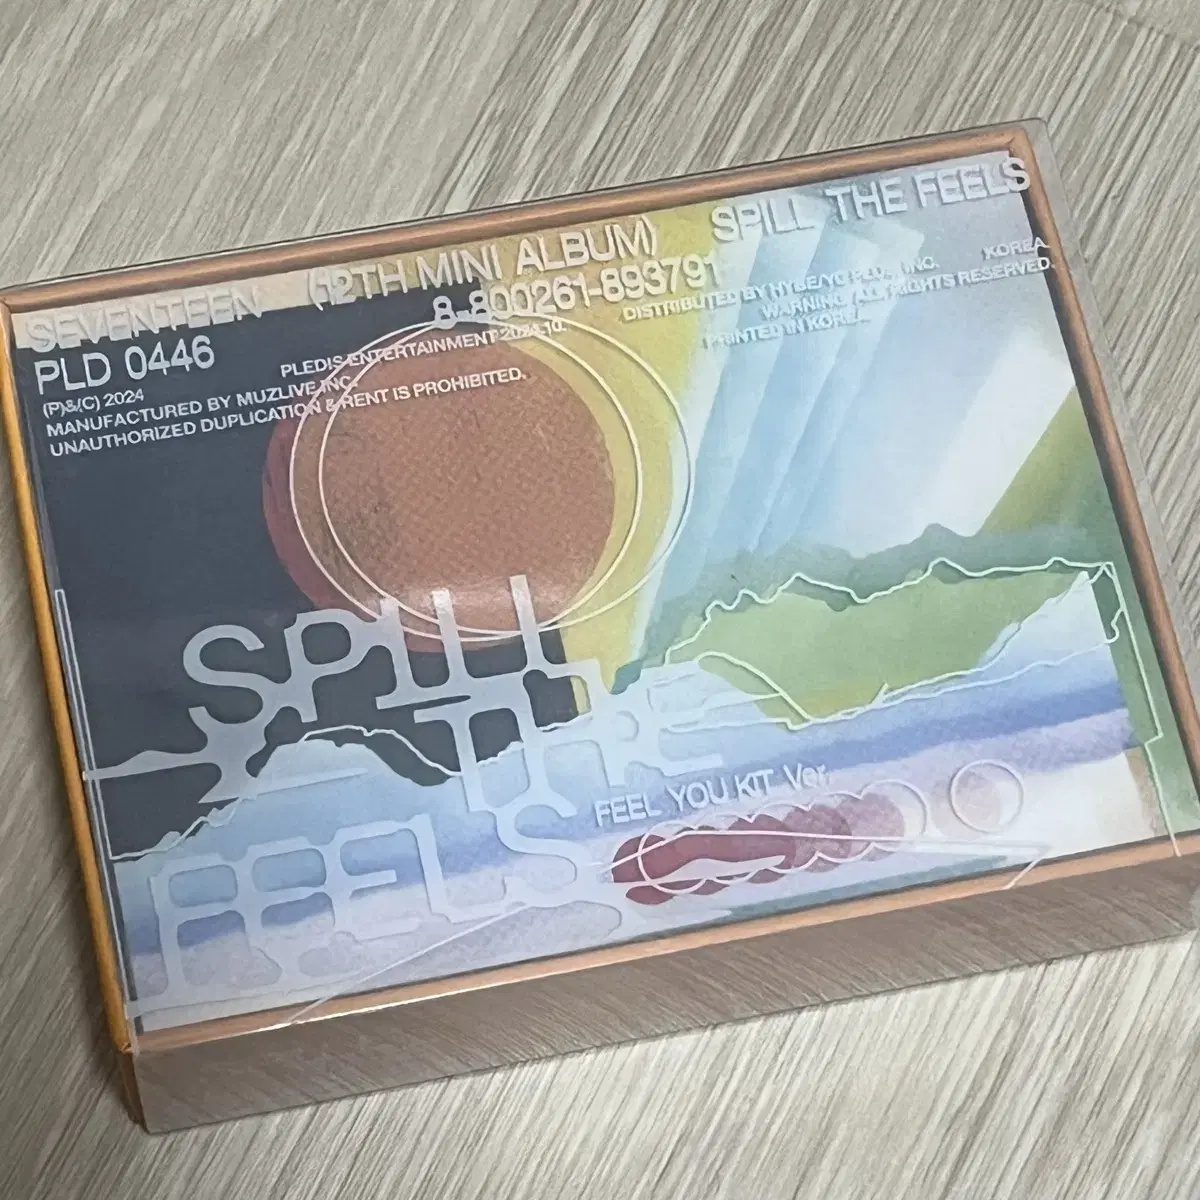 SEVENTEEN (12TH MINI ALBUM) SPILL THE FEELS
PLD 0446 8-800261-893791
PLEDIS ENTERTAINMENT 2024.10. DISTRIBUTED BY HYBE/YG PLUS, INC. KOREA.
(P)&(C) 2024 WARNING: ALL RIGHTS RESERVED.
MANUFACTURED BY MUZLIVE INC. PRINTED IN KOREA.
UNAUTHORIZED DUPLICATION & RENT IS PROHIBITED.
SPILL
THE
FEEL YOU KIT Ver.
FEELS